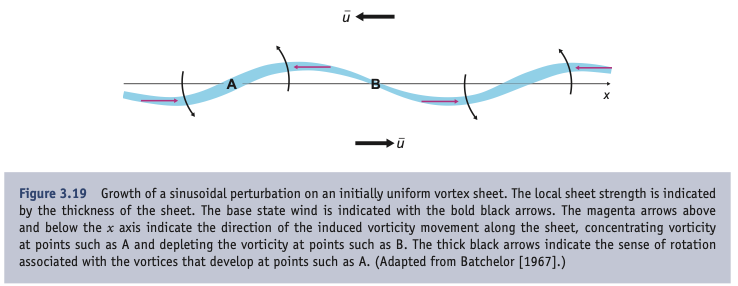 ū
A
B
x
ū
Figure 3.19 Growth of a sinusoidal perturbation on an initially uniform vortex sheet. The local sheet strength is indicated
by the thickness of the sheet. The base state wind is indicated with the bold black arrows. The magenta arrows above
and below the x axis indicate the direction of the induced vorticity movement along the sheet, concentrating vorticity
at points such as A and depleting the vorticity at points such as B. The thick black arrows indicate the sense of rotation
associated with the vortices that develop at points such as A. (Adapted from Batchelor [1967].)